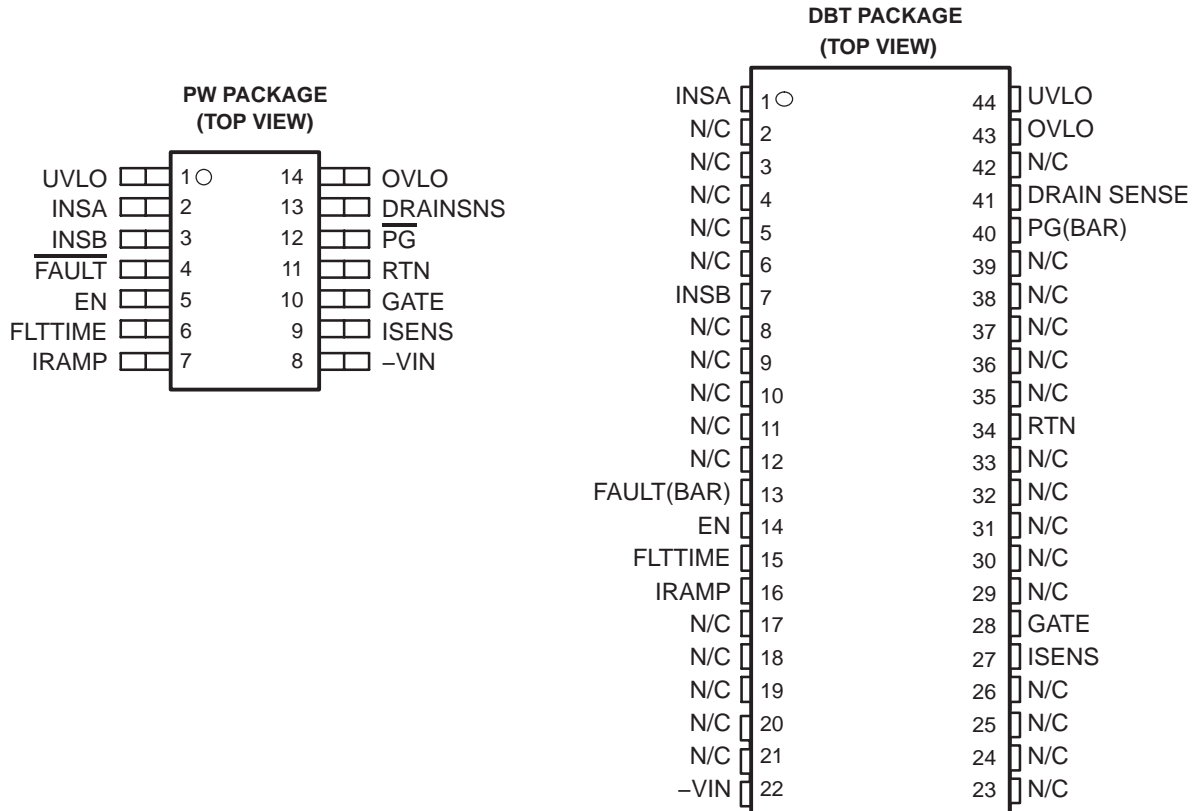 PW PACKAGE
(TOP VIEW)
UVLO 1 14 OVLO
INSA 2 13 DRAINSNS
INSB 3 12 PG
FAULT 4 11 RTN
EN 5 10 GATE
FLTTIME 6 9 ISENS
IRAMP 7 8 –VIN
DBT PACKAGE
(TOP VIEW)
INSA 1 44 UVLO
N/C 2 43 OVLO
N/C 3 42 N/C
N/C 4 41 DRAIN SENSE
N/C 5 40 PG(BAR)
N/C 6 39 N/C
INSB 7 38 N/C
N/C 8 37 N/C
N/C 9 36 N/C
N/C 10 35 N/C
N/C 11 34 RTN
N/C 12 33 N/C
FAULT(BAR) 13 32 N/C
EN 14 31 N/C
FLTTIME 15 30 N/C
IRAMP 16 29 N/C
N/C 17 28 GATE
N/C 18 27 ISENS
N/C 19 26 N/C
N/C 20 25 N/C
N/C 21 24 N/C
–VIN 22 23 N/C